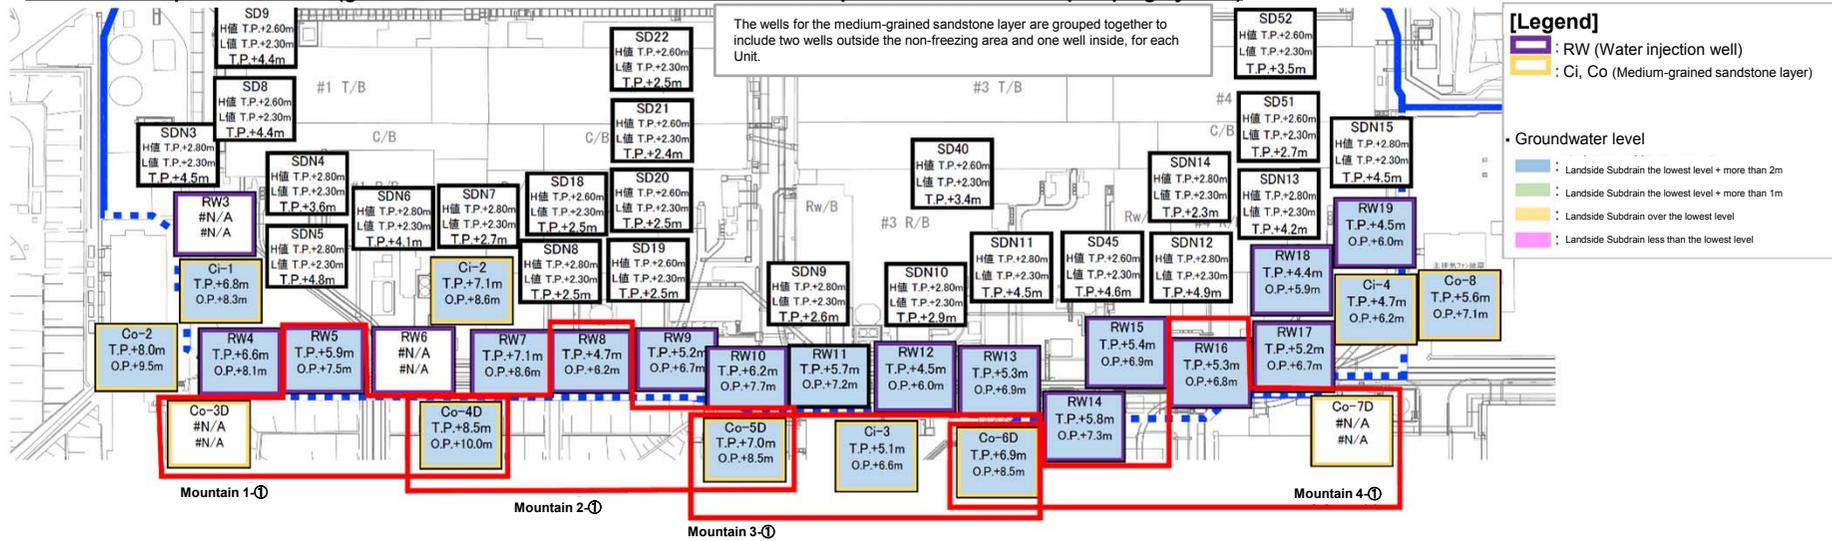 The wells for the medium-grained sandstone layer are grouped together to
include two wells outside the non-freezing area and one well inside, for each
Unit.
SD9
H値 T.P.+2.60m
L値 T.P.+2.30m
T.P.+4.4m
SD8
H値 T.P.+2.60m
L値 T.P.+2.30m
T.P.+4.4m
SDN3
H値 T.P.+2.80m
L値 T.P.+2.30m
T.P.+4.5m
SDN4
H値 T.P.+2.80m
L値 T.P.+2.30m
T.P.+3.6m
SDN5
H値 T.P.+2.80m
L値 T.P.+2.30m
T.P.+4.8m
SDN6
H値 T.P.+2.80m
L値 T.P.+2.30m
T.P.+4.1m
SDN7
H値 T.P.+2.80m
L値 T.P.+2.30m
T.P.+2.7m
SD18
H値 T.P.+2.60m
L値 T.P.+2.30m
T.P.+2.5m
SDN8
H値 T.P.+2.80m
L値 T.P.+2.30m
T.P.+2.5m
SD22
H値 T.P.+2.60m
L値 T.P.+2.30m
T.P.+2.5m
SD21
H値 T.P.+2.60m
L値 T.P.+2.30m
T.P.+2.4m
SD20
H値 T.P.+2.60m
L値 T.P.+2.30m
T.P.+2.5m
SD19
H値 T.P.+2.60m
L値 T.P.+2.30m
T.P.+2.5m
SDN9
H値 T.P.+2.80m
L値 T.P.+2.30m
T.P.+2.6m
SDN10
H値 T.P.+2.80m
L値 T.P.+2.30m
T.P.+2.9m
SD40
H値 T.P.+2.60m
L値 T.P.+2.30m
T.P.+3.4m
SDN11
H値 T.P.+2.80m
L値 T.P.+2.30m
T.P.+4.5m
SD45
H値 T.P.+2.60m
L値 T.P.+2.30m
T.P.+4.6m
SDN12
H値 T.P.+2.80m
L値 T.P.+2.30m
T.P.+4.9m
SDN14
H値 T.P.+2.80m
L値 T.P.+2.30m
T.P.+2.3m
SD52
H値 T.P.+2.60m
L値 T.P.+2.30m
T.P.+3.5m
SD51
H値 T.P.+2.60m
L値 T.P.+2.30m
T.P.+2.7m
SDN13
H値 T.P.+2.80m
L値 T.P.+2.30m
T.P.+4.2m
SDN15
H値 T.P.+2.80m
L値 T.P.+2.30m
T.P.+4.5m
#1 T/B
C/B
C/B
#3 T/B
#4
C/B
Rw/B
#3 R/B
Rw/
RW3
#N/A
#N/A
Ci-1
T.P.+6.8m
O.P.+8.3m
Ci-2
T.P.+7.1m
O.P.+8.6m
RW19
T.P.+4.5m
O.P.+6.0m
RW18
T.P.+4.4m
O.P.+5.9m
Ci-4
T.P.+4.7m
O.P.+6.2m
Co-8
T.P.+5.6m
O.P.+7.1m
Co-2
T.P.+8.0m
O.P.+9.5m
RW4
T.P.+6.6m
O.P.+8.1m
RW5
T.P.+5.9m
O.P.+7.5m
RW6
#N/A
#N/A
RW7
T.P.+7.1m
O.P.+8.6m
RW8
T.P.+4.7m
O.P.+6.2m
RW9
T.P.+5.2m
O.P.+6.7m
RW10
T.P.+6.2m
O.P.+7.7m
RW11
T.P.+5.7m
O.P.+7.2m
RW12
T.P.+4.5m
O.P.+6.0m
RW13
T.P.+5.3m
O.P.+6.9m
RW15
T.P.+5.4m
O.P.+6.9m
RW14
T.P.+5.8m
O.P.+7.3m
RW16
T.P.+5.3m
O.P.+6.8m
RW17
T.P.+5.2m
O.P.+6.7m
Co-3D
#N/A
#N/A
Co-4D
T.P.+8.5m
O.P.+10.0m
Co-5D
T.P.+7.0m
O.P.+8.5m
Ci-3
T.P.+5.1m
O.P.+6.6m
Co-6D
T.P.+6.9m
O.P.+8.5m
Co-7D
#N/A
#N/A
Mountain 1-①
Mountain 2-①
Mountain 3-①
Mountain 4-①
[Legend]
: RW (Water injection well)
: Ci, Co (Medium-grained sandstone layer)
・Groundwater level
: Landside Subdrain the lowest level + more than 2m
: Landside Subdrain the lowest level + more than 1m
: Landside Subdrain over the lowest level
: Landside Subdrain less than the lowest level